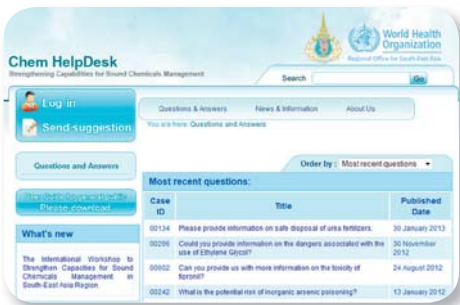 World Health
Organization
Regional Office for South-East Asia
Chem HelpDesk
Strengthening Capabilities for Sound Chemicals Management
Search
Go
Log in
Send suggestion
Questions & Answers
News & Information
About Us
You are here: Questions and Answers
Questions and Answers
Order by : Most recent questions
Please download
Most recent questions:
Case ID
Title
Published Date
00134
Please provide information on safe disposal of urea fertilizers.
30 January 2013
00206
Could you provide information on the dangers associated with the
use of Ethylene Glycol?
30 November
2012
00902
Can you provide us with more information on the toxicity of
fipronil?
24 August 2012
00242
What is the potential risk of inorganic arsenic poisoning?
13 January 2012
What's new
The International Workshop to
Strengthen Capacities for Sound
Chemicals Management in
South-East Asia Region